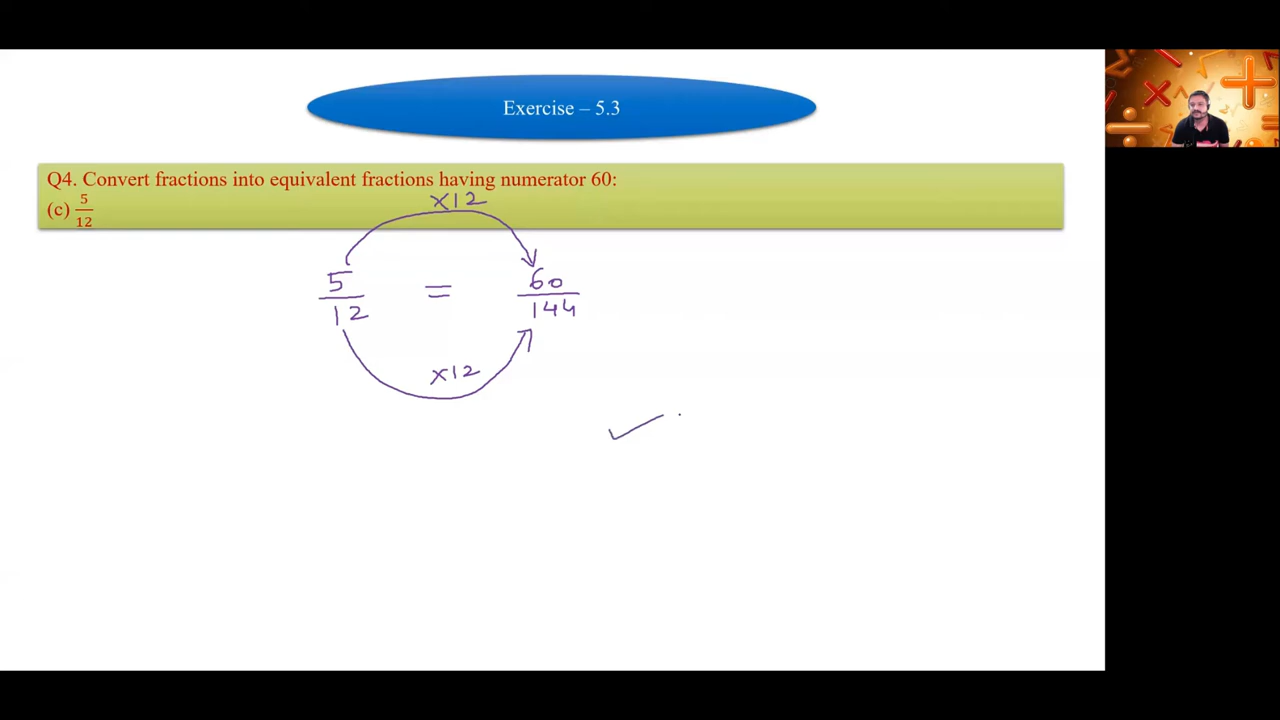 Exercise – 5.3
Q4. Convert fractions into equivalent fractions having numerator 60:
(c) 5/12
×12
5/12 = 60/144
×12